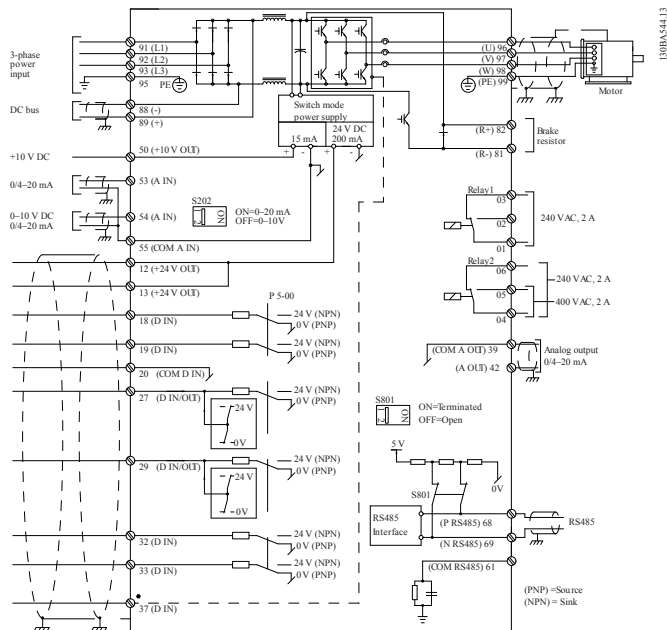 130BA544.13
3-phase
power
input
91 (L1)
92 (L2)
93 (L3)
95
PE
DC bus
88 (-)
89 (+)
+10 V DC
50 (+10 V OUT)
0/4-20 mA
53 (A IN)
0-10 V DC
0/4-20 mA
54 (A IN)
55 (COM A IN)
12 (+24 V OUT)
13 (+24 V OUT)
18 (D IN)
19 (D IN)
20 (COM D IN)
27 (D IN/OUT)
29 (D IN/OUT)
32 (D IN)
33 (D IN)
*
37 (D IN)
Switch mode
power supply
15 mA
24 V DC
200 mA
+ - + -
S202
1 2
ON
ON=0-20 mA
OFF=0-10V
P 5-00
24 V (NPN)
0 V (PNP)
24 V (NPN)
0 V (PNP)
24 V (NPN)
0 V (PNP)
24 V
0V
24 V (NPN)
0 V (PNP)
24 V
0V
24 V (NPN)
0 V (PNP)
24 V (NPN)
0 V (PNP)
(U) 96
(V) 97
(W) 98
(PE) 99
Motor
(R+) 82
(R-) 81
Brake
resistor
Relay1
03
02
01
240 VAC, 2 A
Relay2
06
05
04
240 VAC, 2 A
400 VAC, 2 A
(COM A OUT) 39
(A OUT) 42
Analog output
0/4-20 mA
S801
1 2
ON
ON=Terminated
OFF=Open
5 V
S801
0V
RS485
Interface
(P RS485) 68
(N RS485) 69
RS485
(COM RS485) 61
(PNP) =Source
(NPN) = Sink